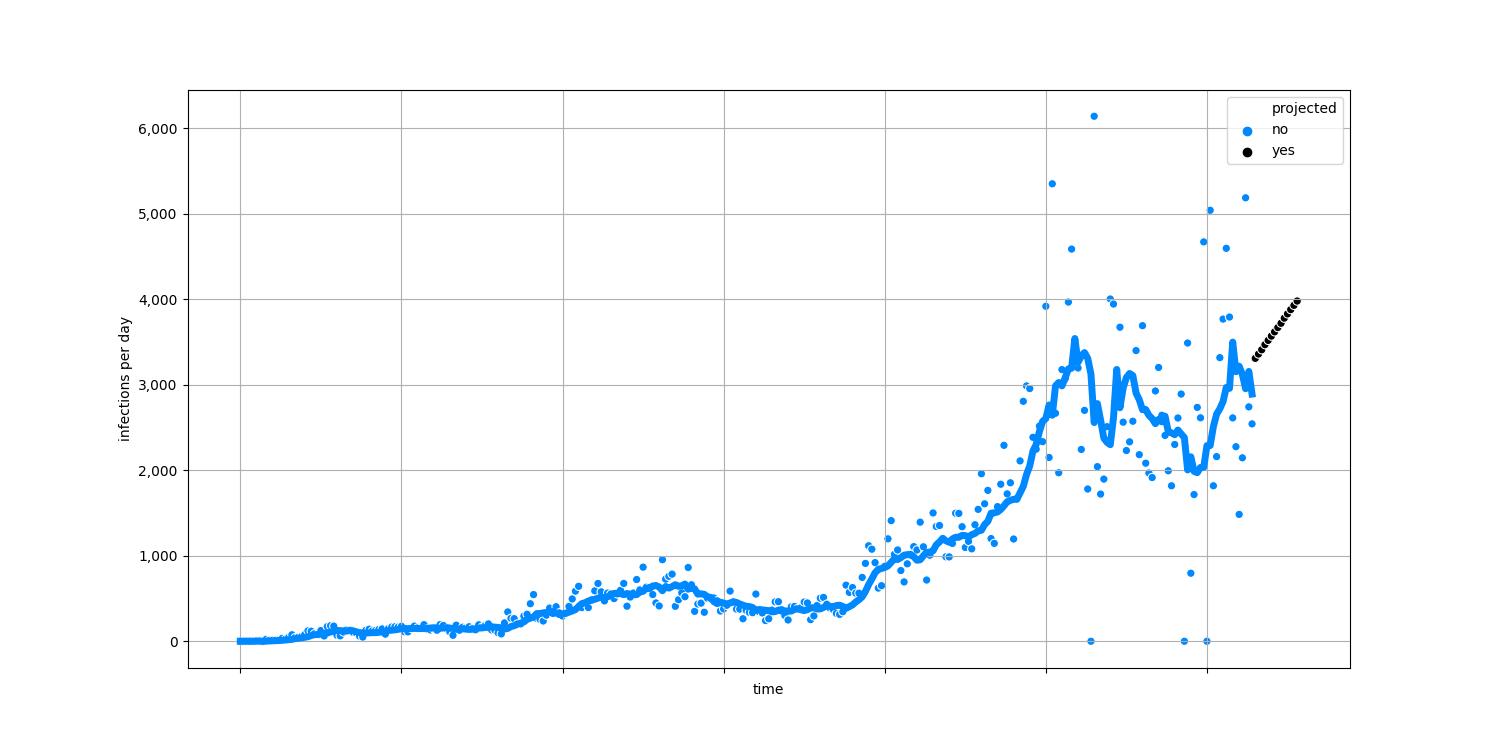 projected
no
yes
6,000
5,000
4,000
3,000
2,000
1,000
0
infections per day
time